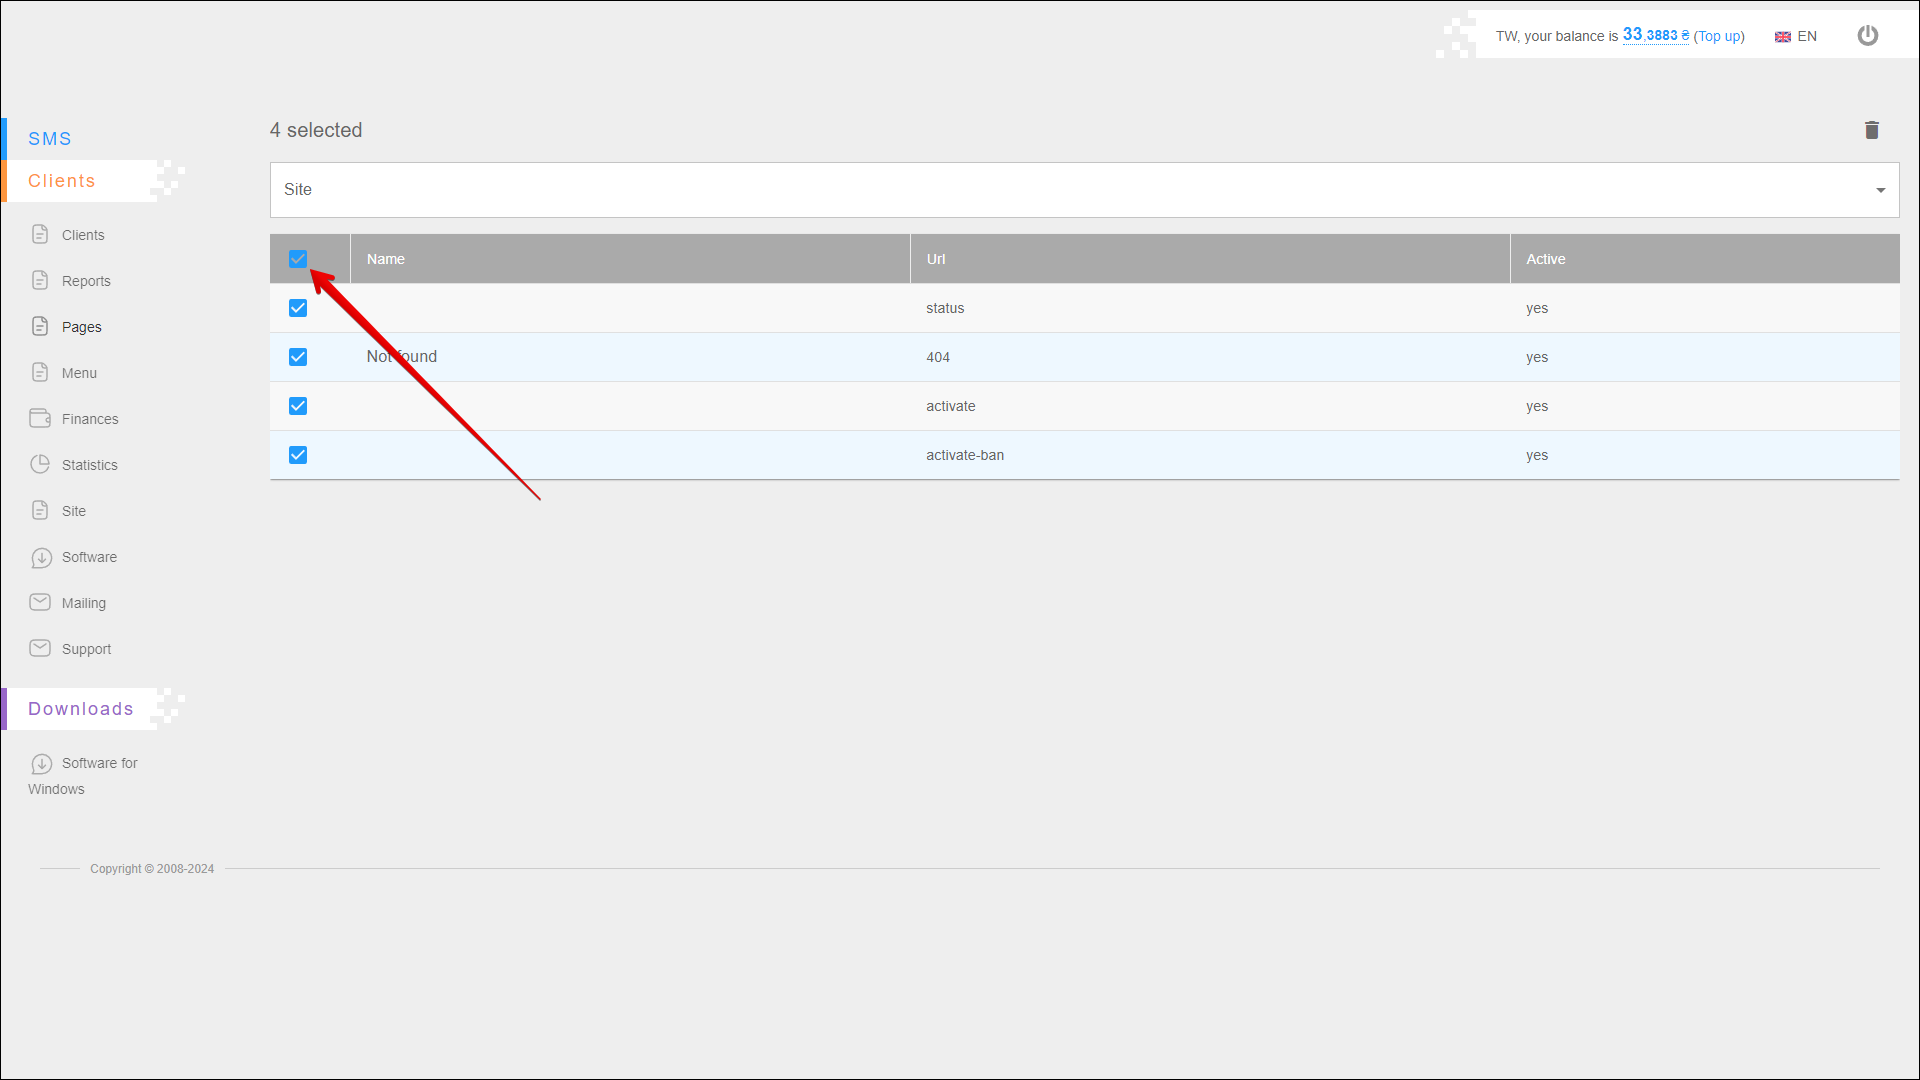 TW, your balance is 33,3883 ₴ (Top up) EN
SMS
Clients
Clients
Reports
Pages
Menu
Finances
Statistics
Site
Software
Mailing
Support
Downloads
Software for
Windows
4 selected
Site
Name Url Active
status yes
Not found 404 yes
activate yes
activate-ban yes
Copyright © 2008-2024